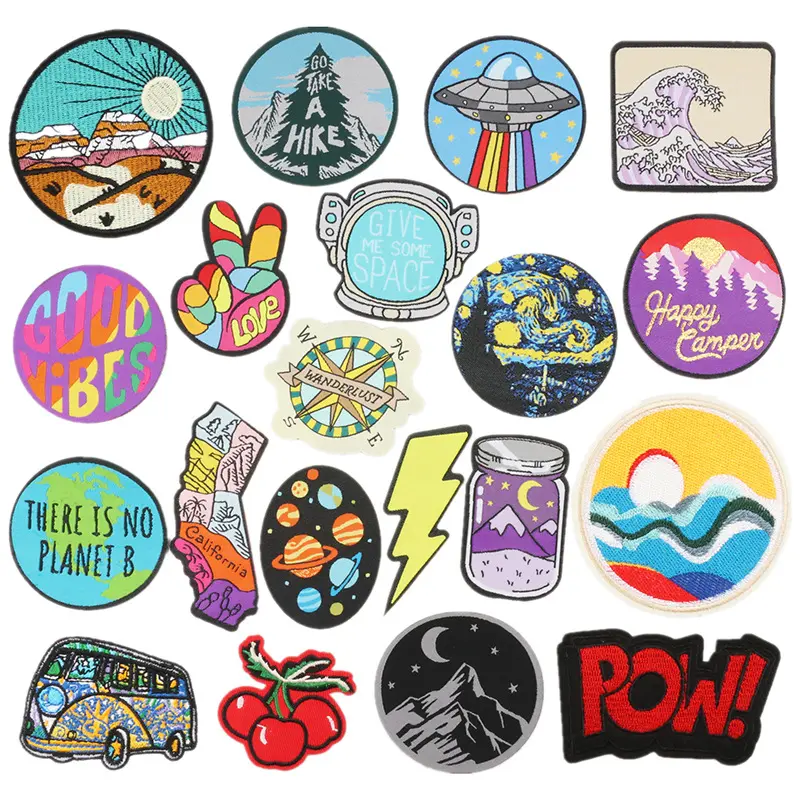 GO
TAKE
A
HIKE
GIVE
ME SOME
SPACE
LOVE
GOOD
VIBES
N
W
WANDERLUST
S
E
Happy
Camper
THERE IS NO
PLANET B
California
POW!